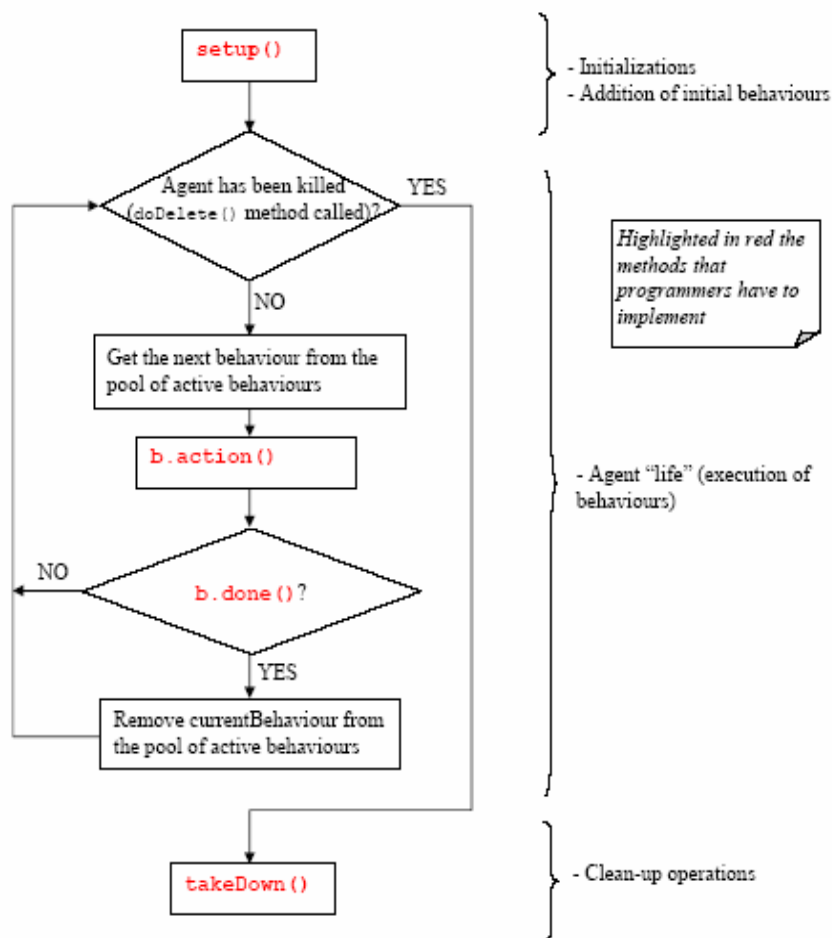 setup()
- Initializations
- Addition of initial behaviours
Agent has been killed
(doDelete() method called)?
YES
Highlighted in red the
methods that
programmers have to
implement
NO
Get the next behaviour from the
pool of active behaviours
b.action()
- Agent “life” (execution of
behaviours)
NO
b.done()?
YES
Remove currentBehaviour from
the pool of active behaviours
takeDown()
- Clean-up operations